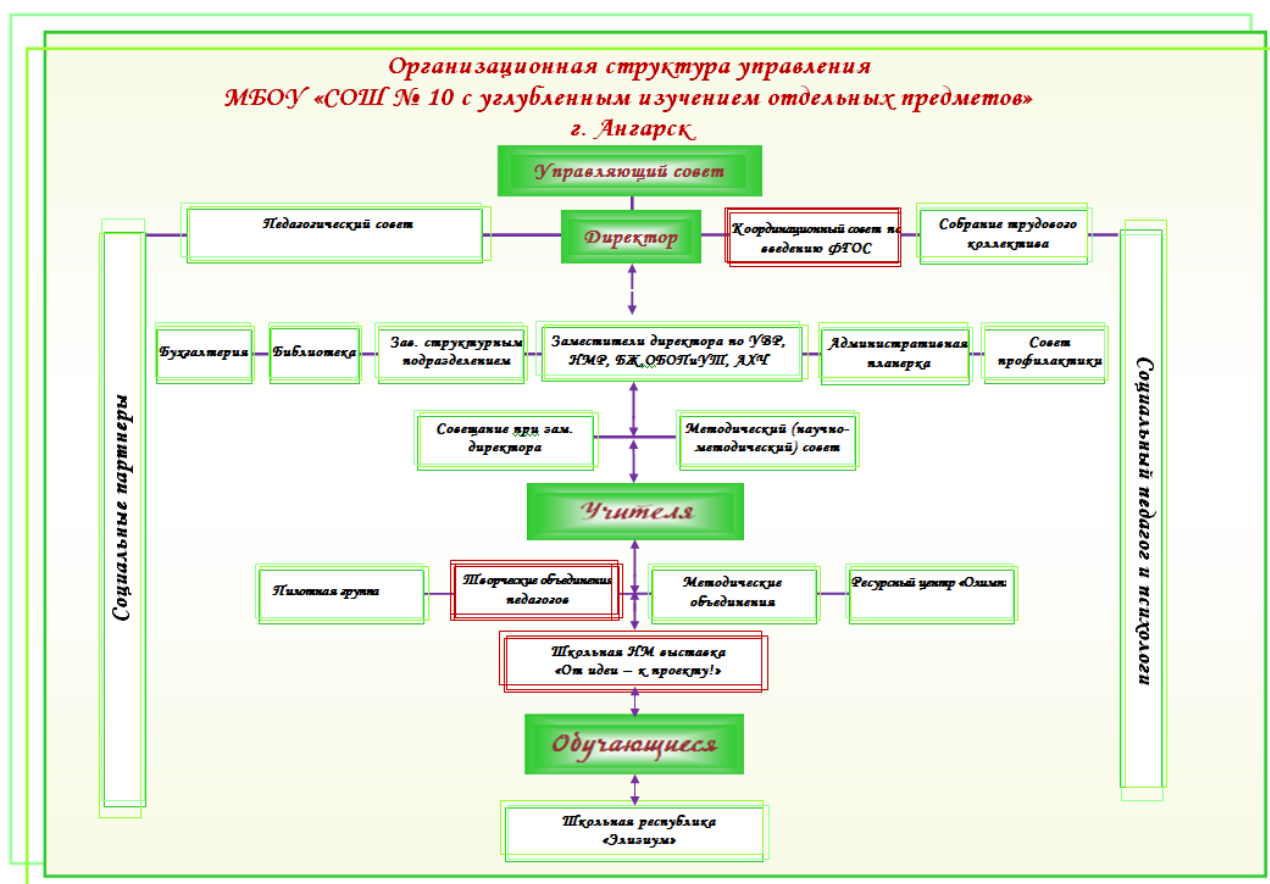 Организационная структура управления
МБОУ «СОШ № 10 с углубленным изучением отдельных предметов»
г. Ангарск
Управляющий совет
Педагогический совет
Директор
Координационный совет по
введению ФГОС
Собрание трудового
коллектива
Бухгалтерия
Библиотека
Зав. структурным
подразделением
Заместители директора по УВР,
НМР, БЖ,ОБОПиУТ, АХЧ
Административная
планерка
Совет
профилактики
Социальные партнеры
Социальный педагог и психологи
Совещание при зам.
директора
Методический (научно-
методический) совет
Учителя
Пилотная группа
Творческие объединения
педагогов
Методические
объединения
Ресурсный центр
Школьная НМ выставка
«От идеи – к проекту!»
Обучающиеся
Школьная республика
«Элизиум»